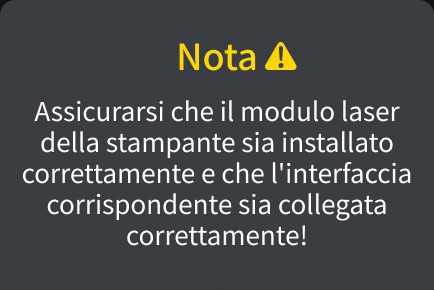 Nota
Assicurarsi che il modulo laser
della stampante sia installato
correttamente e che l'interfaccia
corrispondente sia collegata
correttamente!